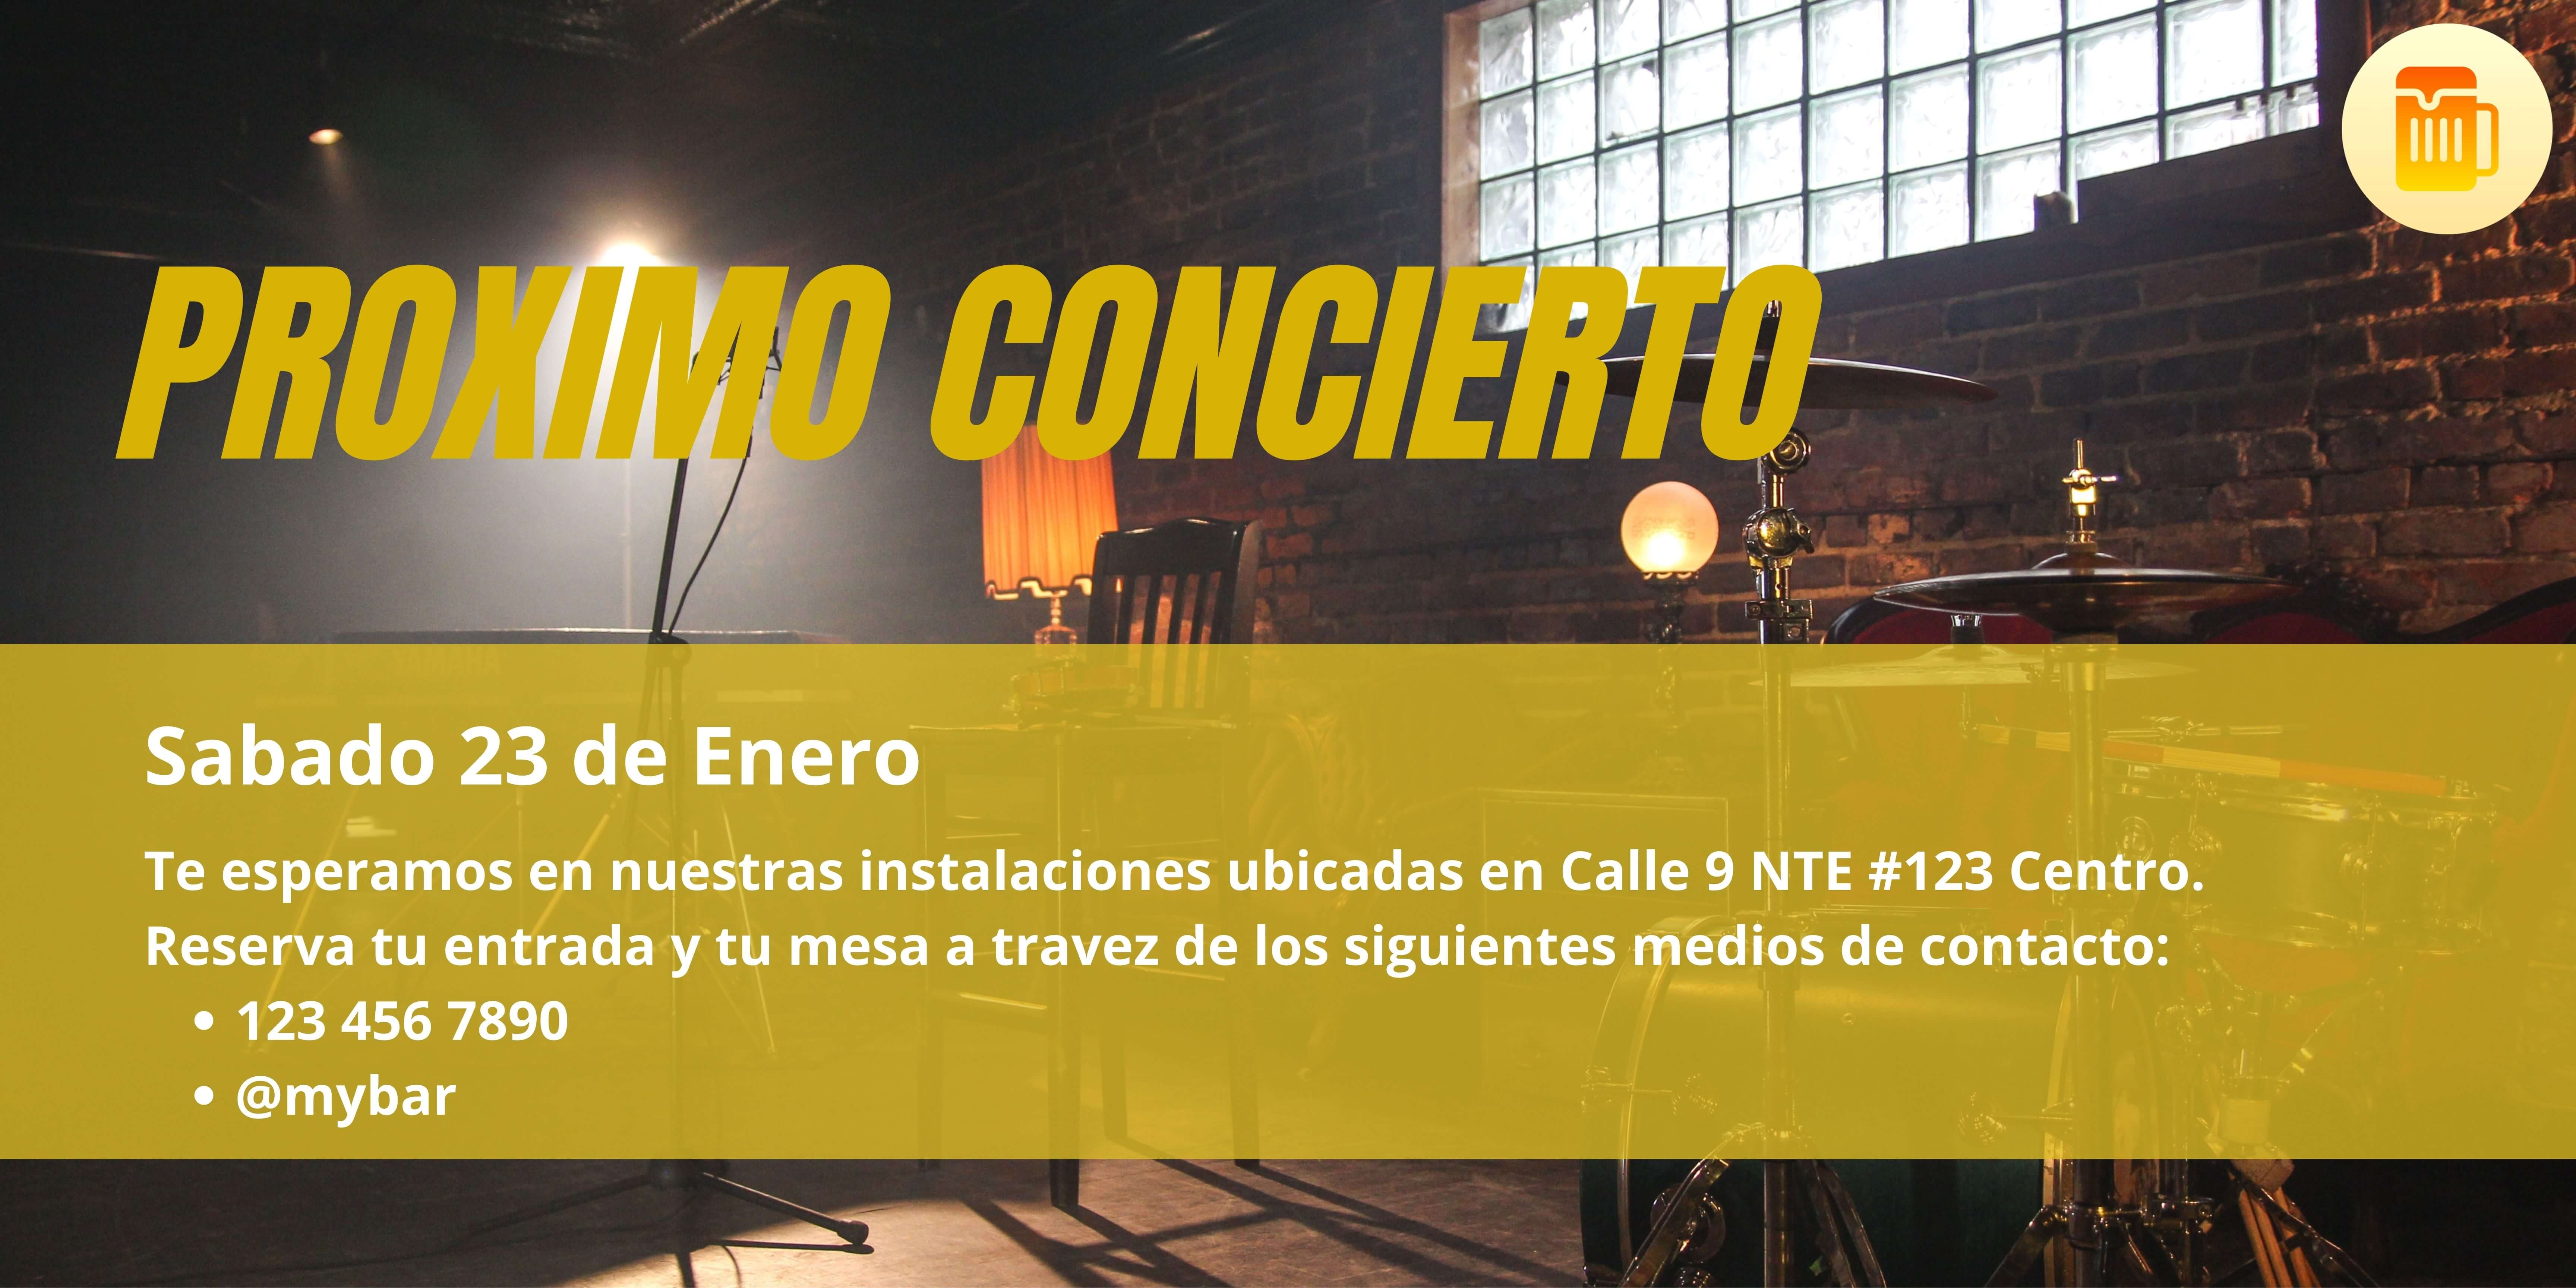 PROXIMO CONCIERTO
Sabado 23 de Enero
Te esperamos en nuestras instalaciones ubicadas en Calle 9 NTE #123 Centro.
Reserva tu entrada y tu mesa a travez de los siguientes medios de contacto:
• 123 456 7890
• @mybar